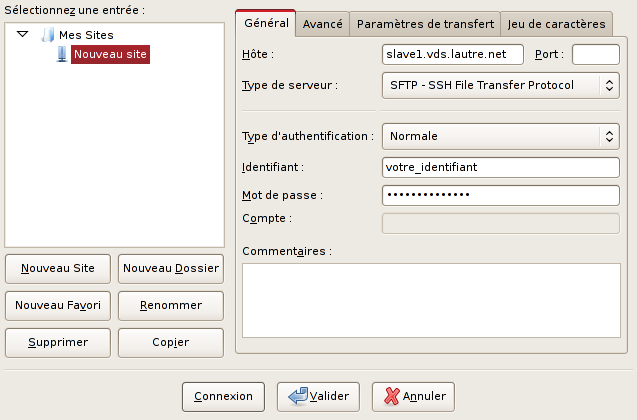 Sélectionnez une entrée :
Mes Sites
Nouveau site
Nouveau Site
Nouveau Dossier
Nouveau Favori
Renommer
Supprimer
Copier
Général
Avancé
Paramètres de transfert
Jeu de caractères
Hôte :
slave1.vds.lautre.net
Port :
Type de serveur :
SFTP - SSH File Transfer Protocol
Type d'authentification :
Normale
Identifiant :
votre_identifiant
Mot de passe :
••••••••••••••
Compte :
Commentaires :
Connexion
Valider
Annuler